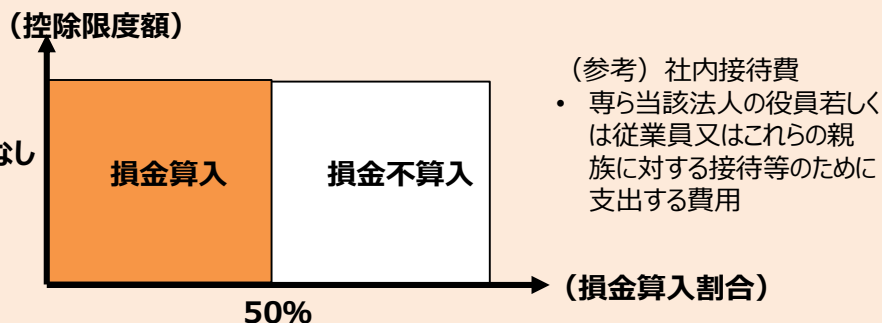 （控除限度額）
なし
損金算入
損金不算入
50%
（損金算入割合）
（参考）社内接待費
• 専ら当該法人の役員若しく
は従業員又はこれらの親
族に対する接待等のために
支出する費用